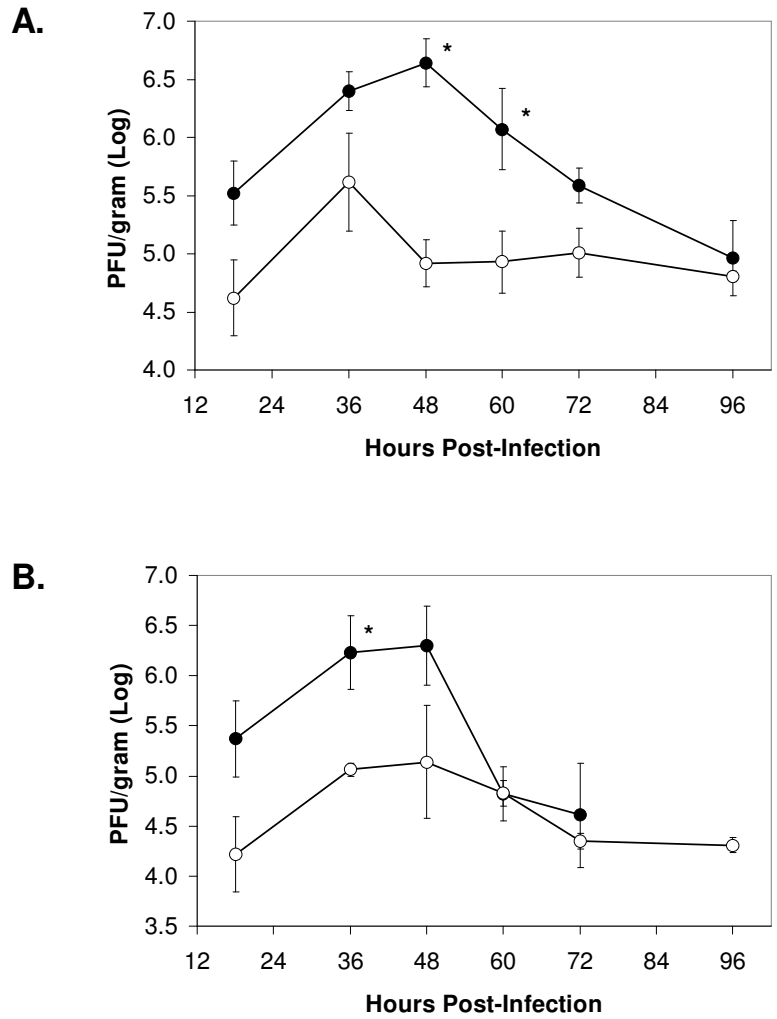 A.
PFU/gram (Log)
7.0
6.5
6.0
5.5
5.0
4.5
4.0
*
*
12 24 36 48 60 72 84 96
Hours Post-Infection
B.
PFU/gram (Log)
7.0
6.5
6.0
5.5
5.0
4.5
4.0
3.5
*
12 24 36 48 60 72 84 96
Hours Post-Infection